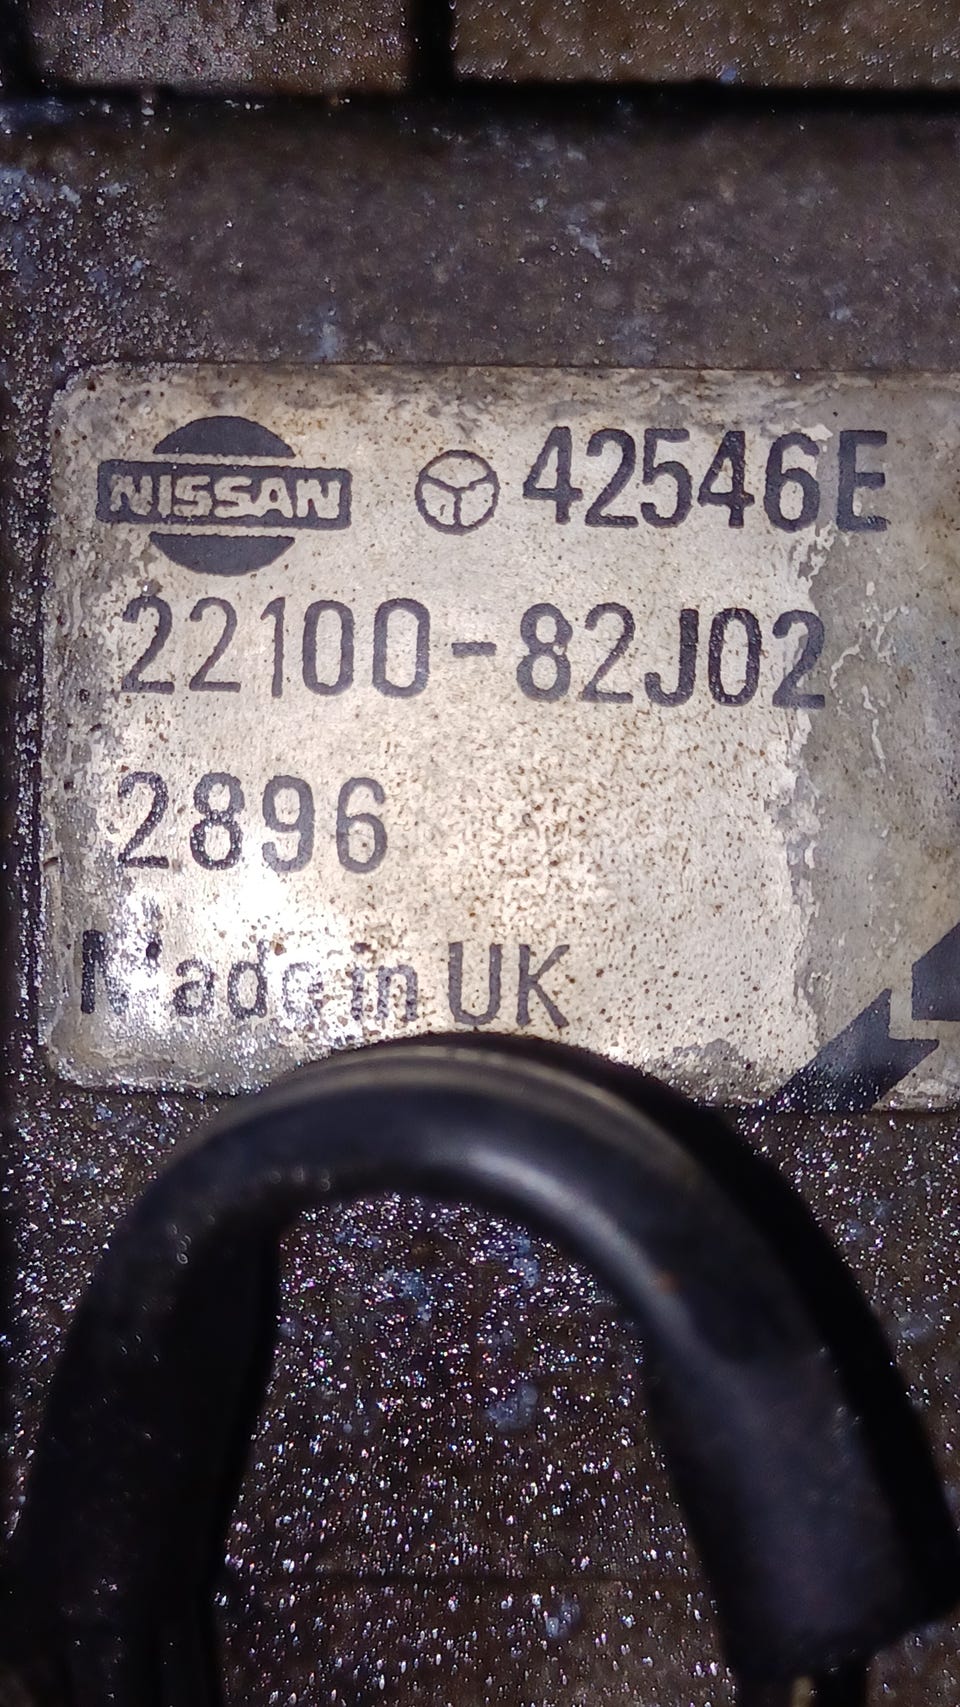 NISSAN 42546E
22100-82J02
2896
Made in UK